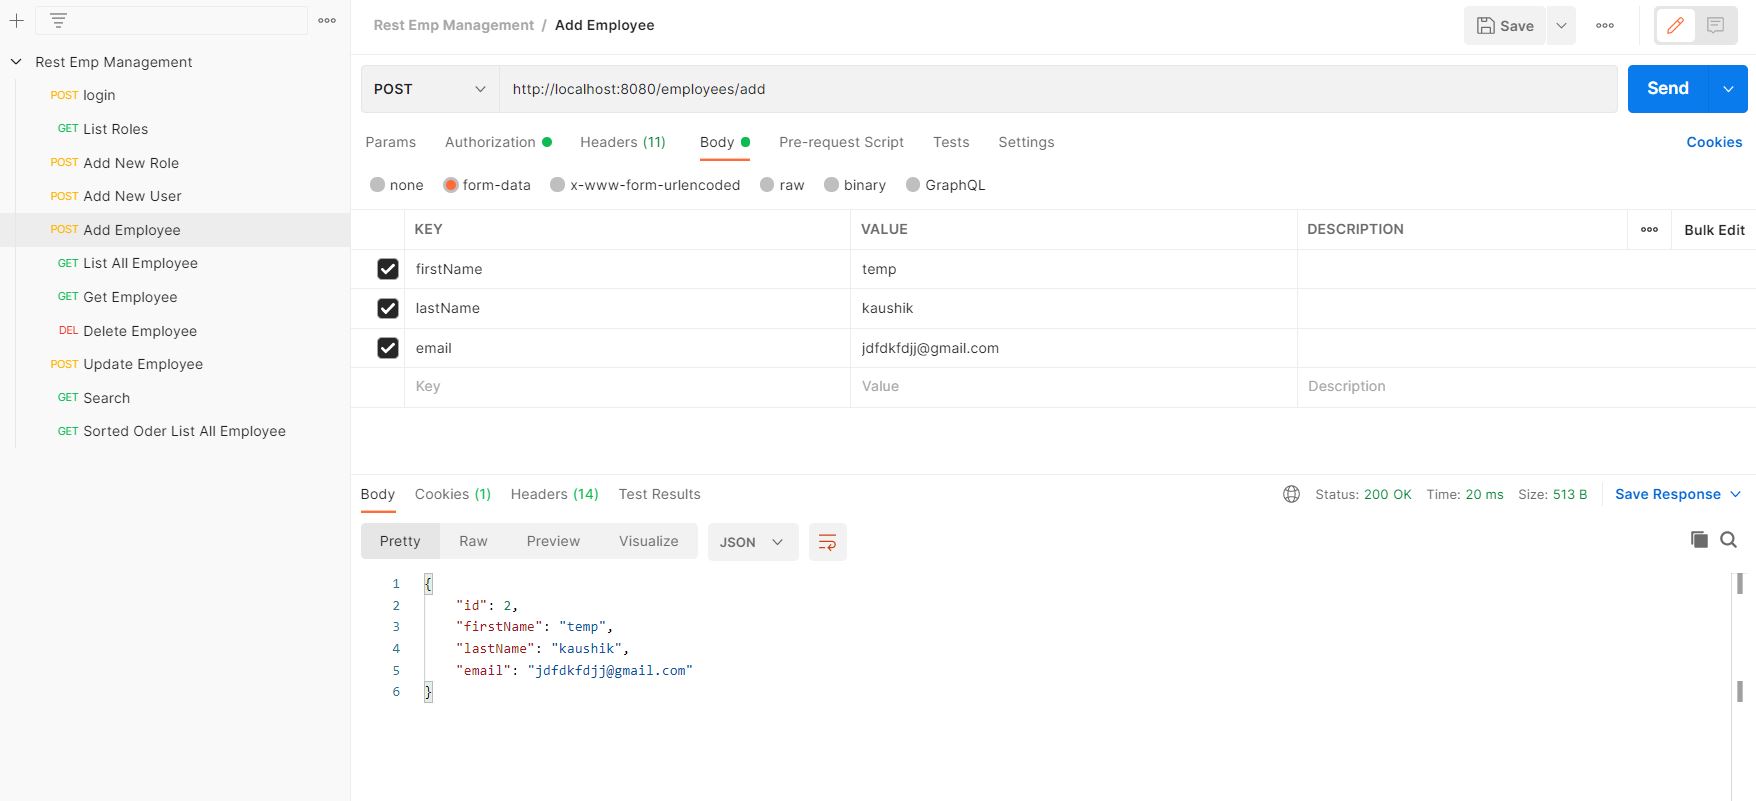 Rest Emp Management / Add Employee
Save
Rest Emp Management
POST login
GET List Roles
POST Add New Role
POST Add New User
POST Add Employee
GET List All Employee
GET Get Employee
DEL Delete Employee
POST Update Employee
GET Search
GET Sorted Oder List All Employee
POST http://localhost:8080/employees/add Send
Params Authorization Headers (11) Body Pre-request Script Tests Settings Cookies
none form-data x-www-form-urlencoded raw binary GraphQL
KEY VALUE DESCRIPTION Bulk Edit
firstName temp
lastName kaushik
email jdfdkfdjj@gmail.com
Key Value Description
Body Cookies (1) Headers (14) Test Results Status: 200 OK Time: 20 ms Size: 513 B Save Response
Pretty Raw Preview Visualize JSON
1 {
2 "id": 2,
3 "firstName": "temp",
4 "lastName": "kaushik",
5 "email": "jdfdkfdjj@gmail.com"
6 }